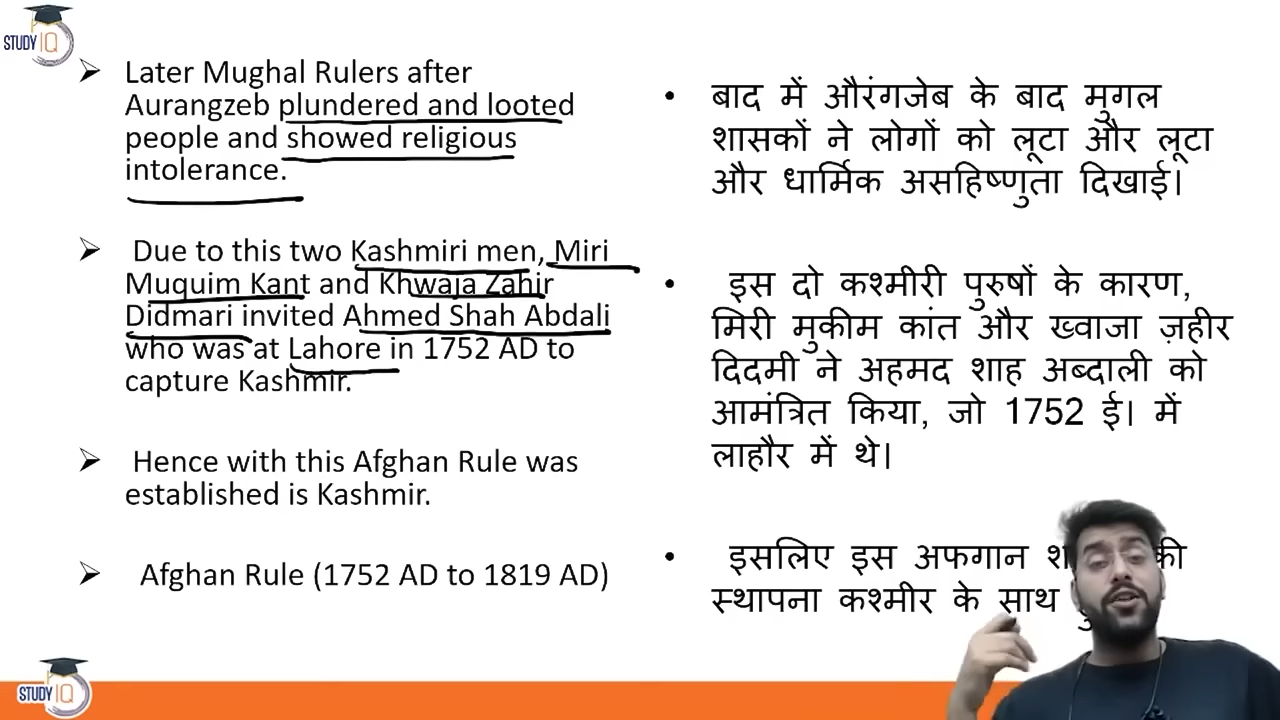 STUDY IQ
Later Mughal Rulers after
Aurangzeb plundered and looted
people and showed religious
intolerance.
Due to this two Kashmiri men, Miri
Muquim Kant and Khwaja Zahir
Didmari invited Ahmed Shah Abdali
who was at Lahore in 1752 AD to
capture Kashmir.
Hence with this Afghan Rule was
established is Kashmir.
Afghan Rule (1752 AD to 1819 AD)
बाद में औरंगजेब के बाद मुगल
शासकों ने लोगों को लूटा और लूटा
और धार्मिक असहिष्णुता दिखाई।
इस दो कश्मीरी पुरुषों के कारण,
मिरी मुकीम कांत और ख्वाजा ज़हीर
दिदमी ने अहमद शाह अब्दाली को
आमंत्रित किया, जो 1752 ई। में
लाहौर में थे।
इसलिए इस अफगान की
स्थापना कश्मीर के साथ
STUDY IQ